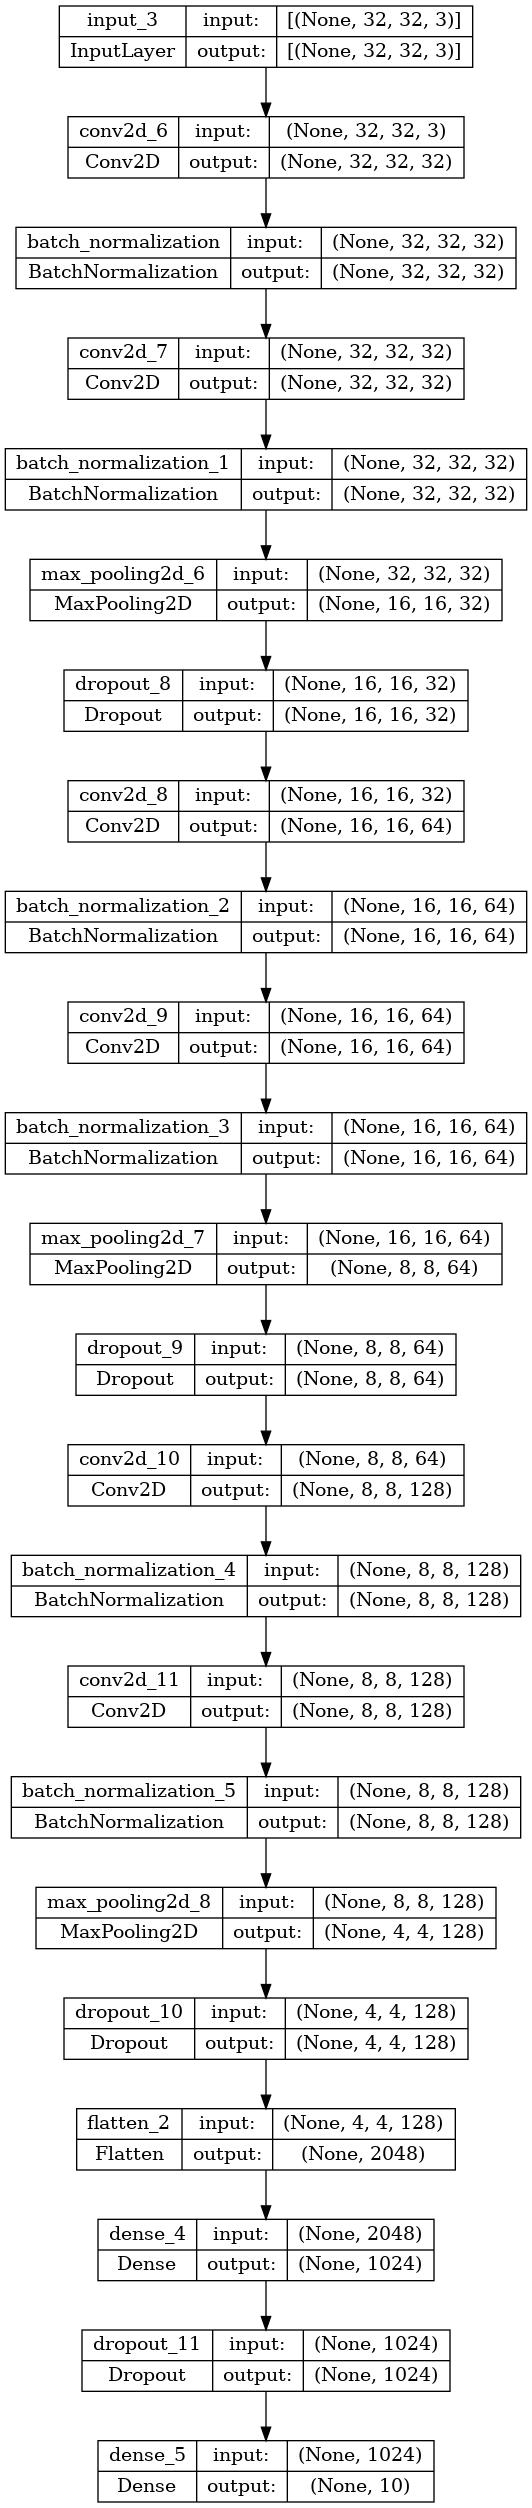 input_3 input: [(None, 32, 32, 3)]
InputLayer output: [(None, 32, 32, 3)]
conv2d_6 input: (None, 32, 32, 3)
Conv2D output: (None, 32, 32, 32)
batch_normalization input: (None, 32, 32, 32)
BatchNormalization output: (None, 32, 32, 32)
conv2d_7 input: (None, 32, 32, 32)
Conv2D output: (None, 32, 32, 32)
batch_normalization_1 input: (None, 32, 32, 32)
BatchNormalization output: (None, 32, 32, 32)
max_pooling2d_6 input: (None, 32, 32, 32)
MaxPooling2D output: (None, 16, 16, 32)
dropout_8 input: (None, 16, 16, 32)
Dropout output: (None, 16, 16, 32)
conv2d_8 input: (None, 16, 16, 32)
Conv2D output: (None, 16, 16, 64)
batch_normalization_2 input: (None, 16, 16, 64)
BatchNormalization output: (None, 16, 16, 64)
conv2d_9 input: (None, 16, 16, 64)
Conv2D output: (None, 16, 16, 64)
batch_normalization_3 input: (None, 16, 16, 64)
BatchNormalization output: (None, 16, 16, 64)
max_pooling2d_7 input: (None, 16, 16, 64)
MaxPooling2D output: (None, 8, 8, 64)
dropout_9 input: (None, 8, 8, 64)
Dropout output: (None, 8, 8, 64)
conv2d_10 input: (None, 8, 8, 64)
Conv2D output: (None, 8, 8, 128)
batch_normalization_4 input: (None, 8, 8, 128)
BatchNormalization output: (None, 8, 8, 128)
conv2d_11 input: (None, 8, 8, 128)
Conv2D output: (None, 8, 8, 128)
batch_normalization_5 input: (None, 8, 8, 128)
BatchNormalization output: (None, 8, 8, 128)
max_pooling2d_8 input: (None, 8, 8, 128)
MaxPooling2D output: (None, 4, 4, 128)
dropout_10 input: (None, 4, 4, 128)
Dropout output: (None, 4, 4, 128)
flatten_2 input: (None, 4, 4, 128)
Flatten output: (None, 2048)
dense_4 input: (None, 2048)
Dense output: (None, 1024)
dropout_11 input: (None, 1024)
Dropout output: (None, 1024)
dense_5 input: (None, 1024)
Dense output: (None, 10)